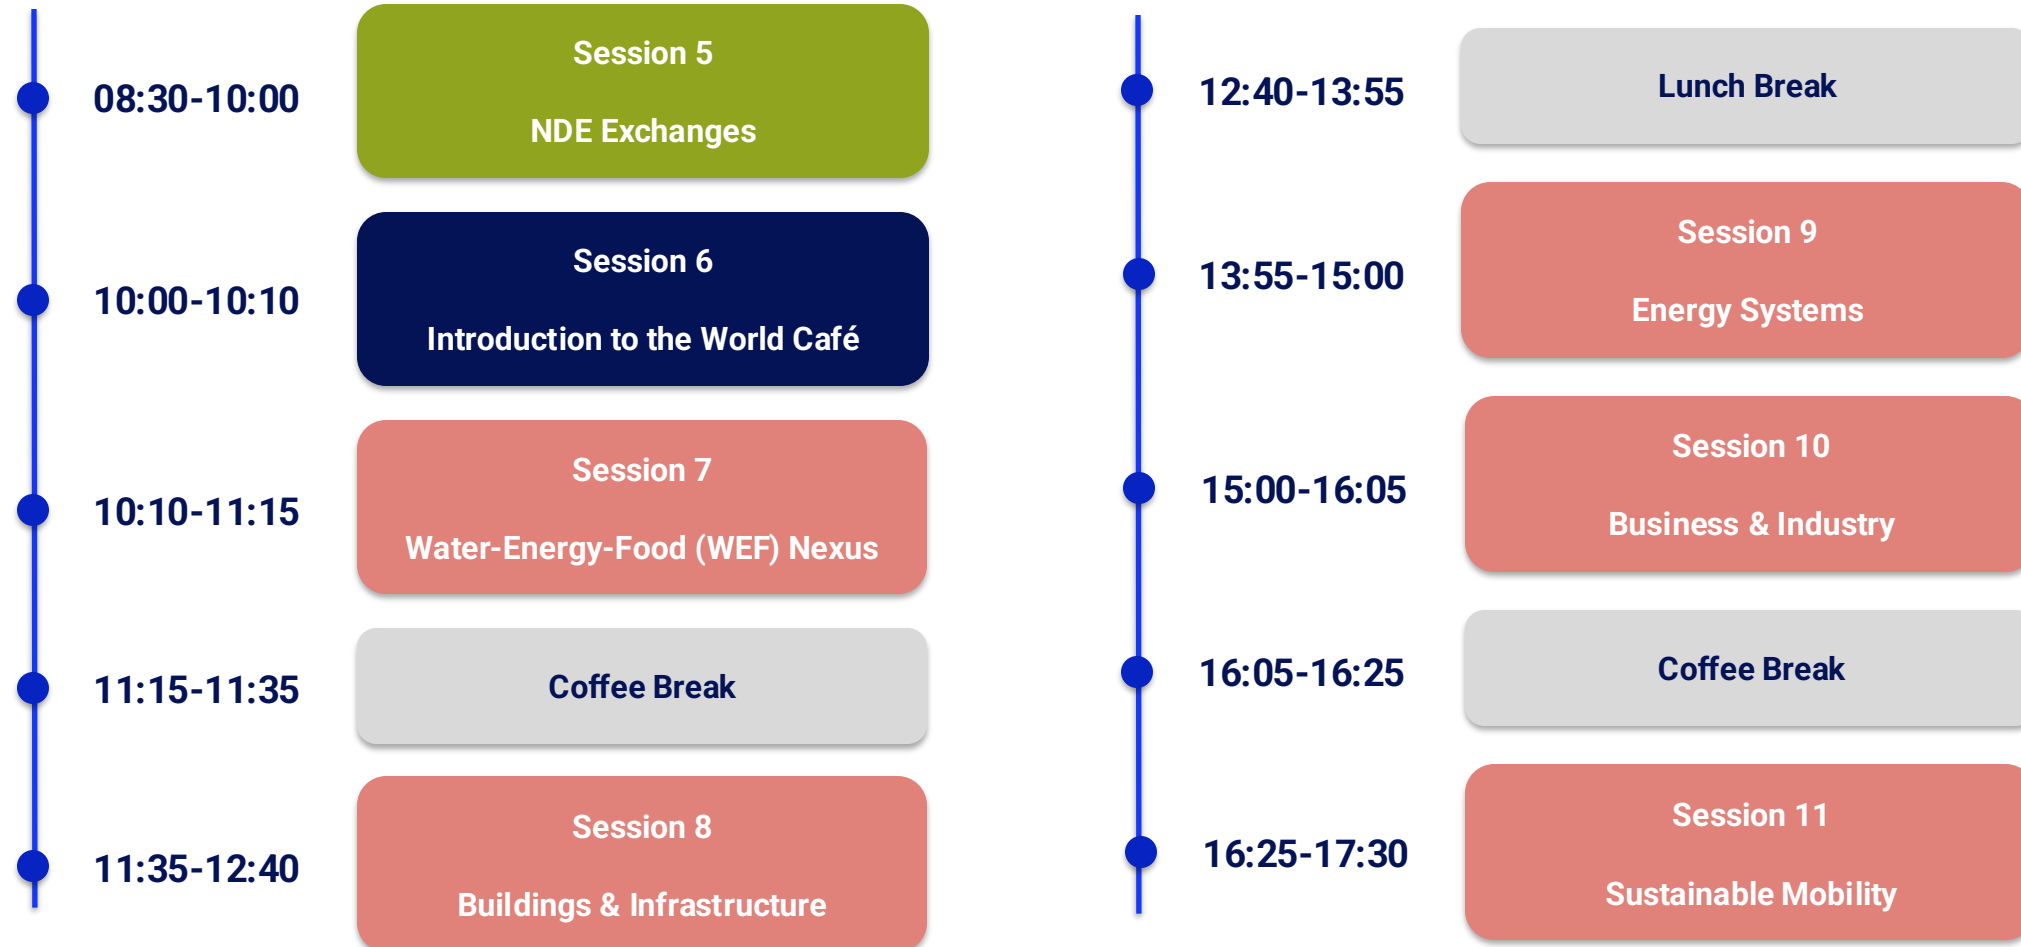 08:30-10:00
Session 5
NDE Exchanges
10:00-10:10
Session 6
Introduction to the World Café
10:10-11:15
Session 7
Water-Energy-Food (WEF) Nexus
11:15-11:35
Coffee Break
11:35-12:40
Session 8
Buildings & Infrastructure
12:40-13:55
Lunch Break
13:55-15:00
Session 9
Energy Systems
15:00-16:05
Session 10
Business & Industry
16:05-16:25
Coffee Break
16:25-17:30
Session 11
Sustainable Mobility